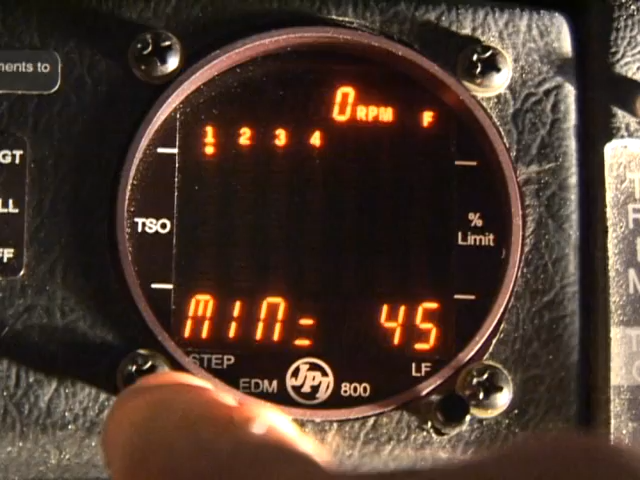 ments to
0 RPM F
1 2 3 4
GT
LL
FF
TSO
%
Limit
MIN= 45
STEP
LF
EDM JPI 800